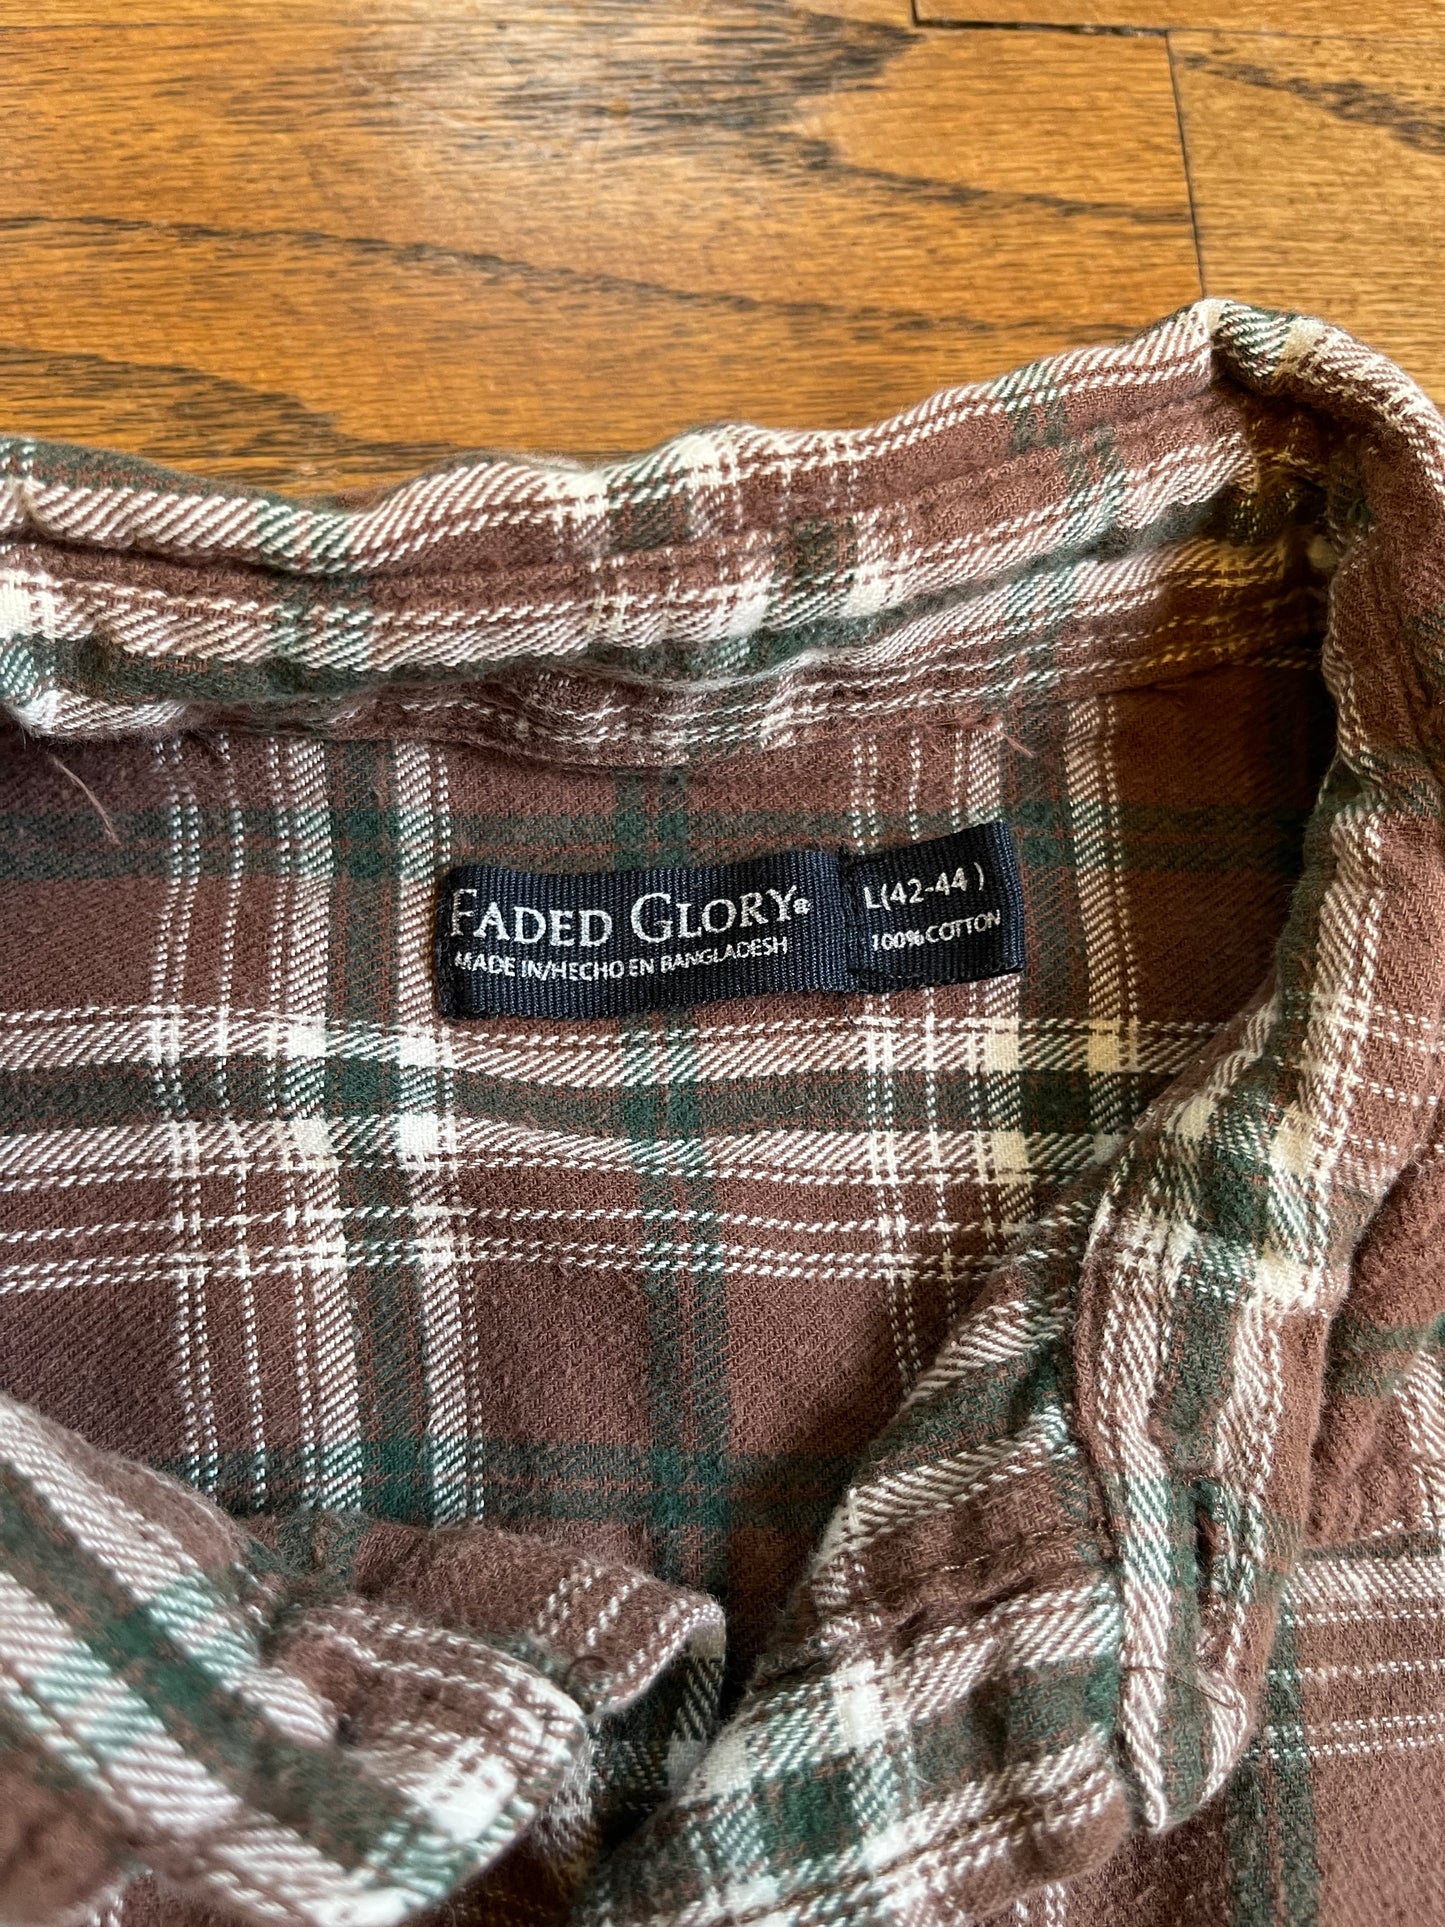 FADED GLORY®
MADE IN/HECHO EN BANGLADESH
L(42-44)
100% COTTON